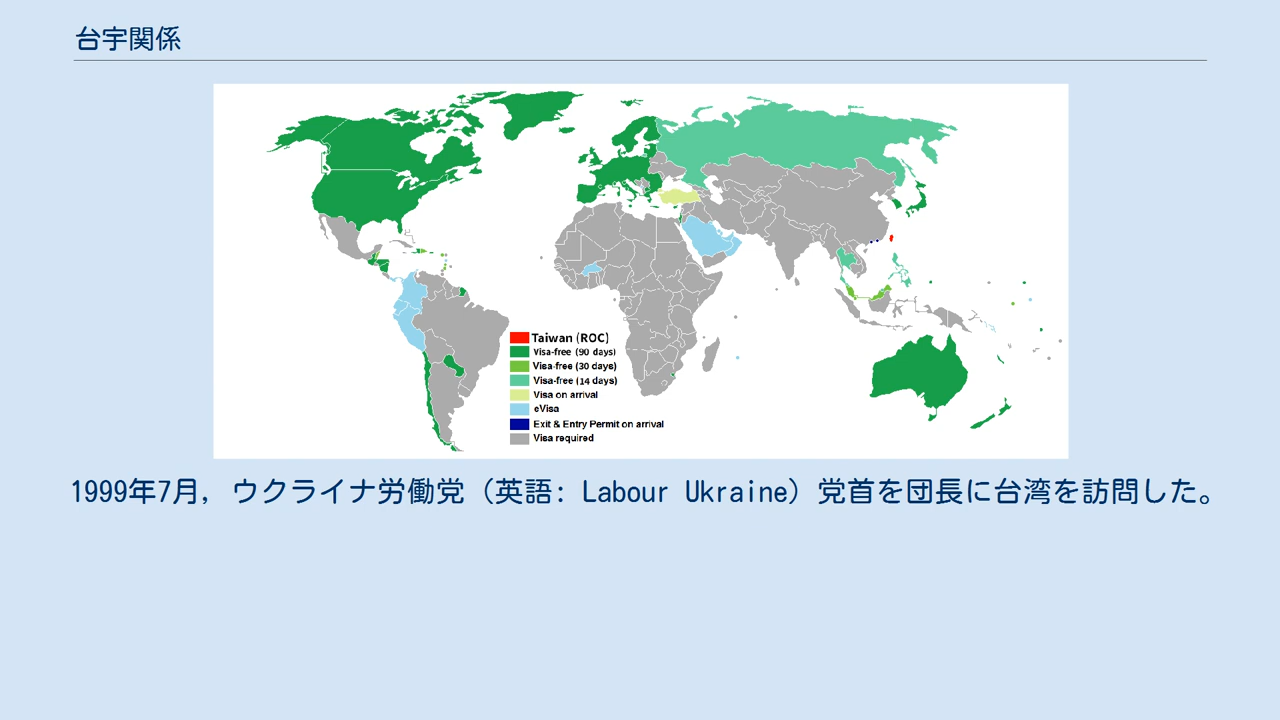 台宇関係
Taiwan (ROC)
Visa-free (90 days)
Visa-free (30 days)
Visa-free (14 days)
Visa on arrival
eVisa
Exit & Entry Permit on arrival
Visa required
1999年7月, ウクライナ労働党（英語: Labour Ukraine）党首を団長に台湾を訪問した。